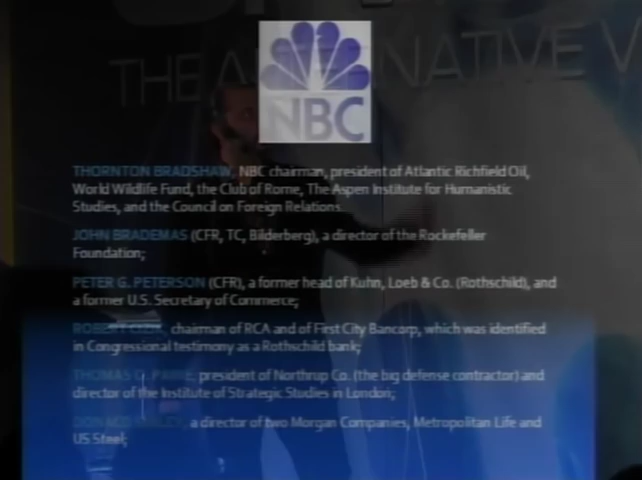 THE NATIVE V
NBC
THORNTON BRADSHAW, NBC chairman, president of Atlantic Richfield Oil,
World Wildlife Fund, the Club of Rome, The Aspen Institute for Humanistic
Studies, and the Council on Foreign Relations.
JOHN BRADEMAS (CFR, TC, Bilderberg), a director of the Rockefeller
Foundation;
PETER G. PETERSON (CFR), a former head of Kuhn, Loeb & Co. (Rothschild), and
a former U.S. Secretary of Commerce;
ROBERT chairman of RCA and of First City Bancorp, which was identified
in Congressional testimony as a Rothschild bank;
THOMAS president of Northrup Co. (the big defense contractor) and
director of the Institute of Strategic Studies in London;
a director of two Morgan Companies, Metropolitan Life and
US Steel;